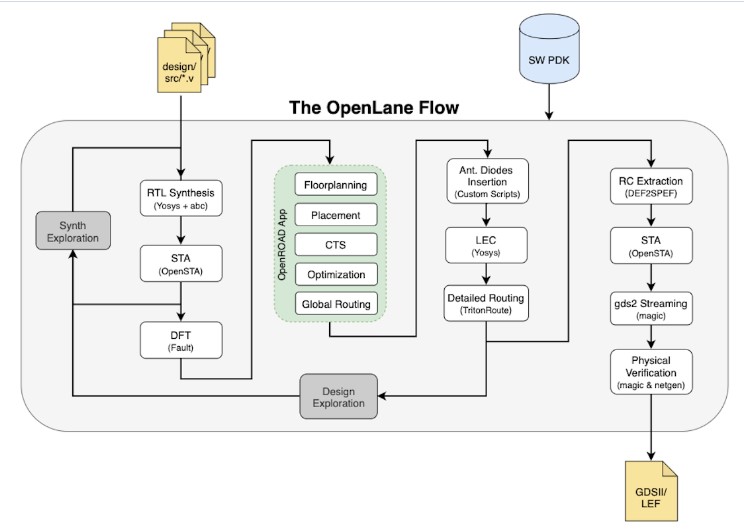 design/
src/*.v
SW PDK
The OpenLane Flow
RTL Synthesis
(Yosys + abc)
STA
(OpenSTA)
DFT
(Fault)
Synth
Exploration
OpenROAD App
Floorplanning
Placement
CTS
Optimization
Global Routing
Ant. Diodes
Insertion
(Custom Scripts)
LEC
(Yosys)
Detailed Routing
(TritonRoute)
Design
Exploration
RC Extraction
(DEF2SPEF)
STA
(OpenSTA)
gds2 Streaming
(magic)
Physical
Verification
(magic & netgen)
GDSII/
LEF